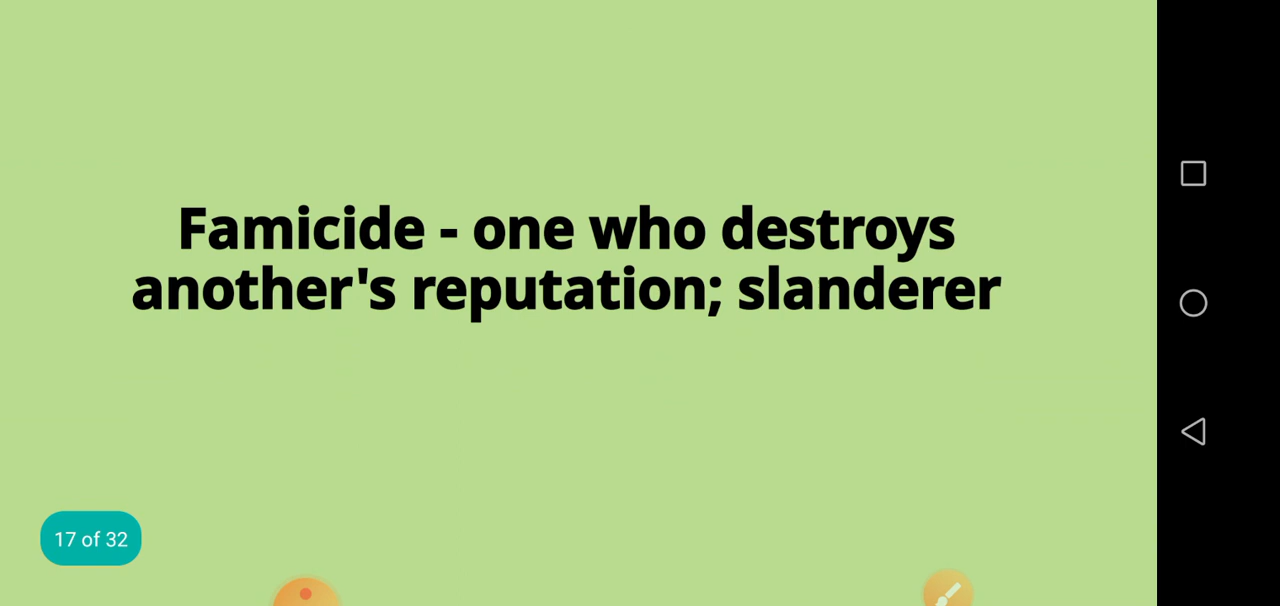 Famicide - one who destroys
another's reputation; slanderer
17 of 32